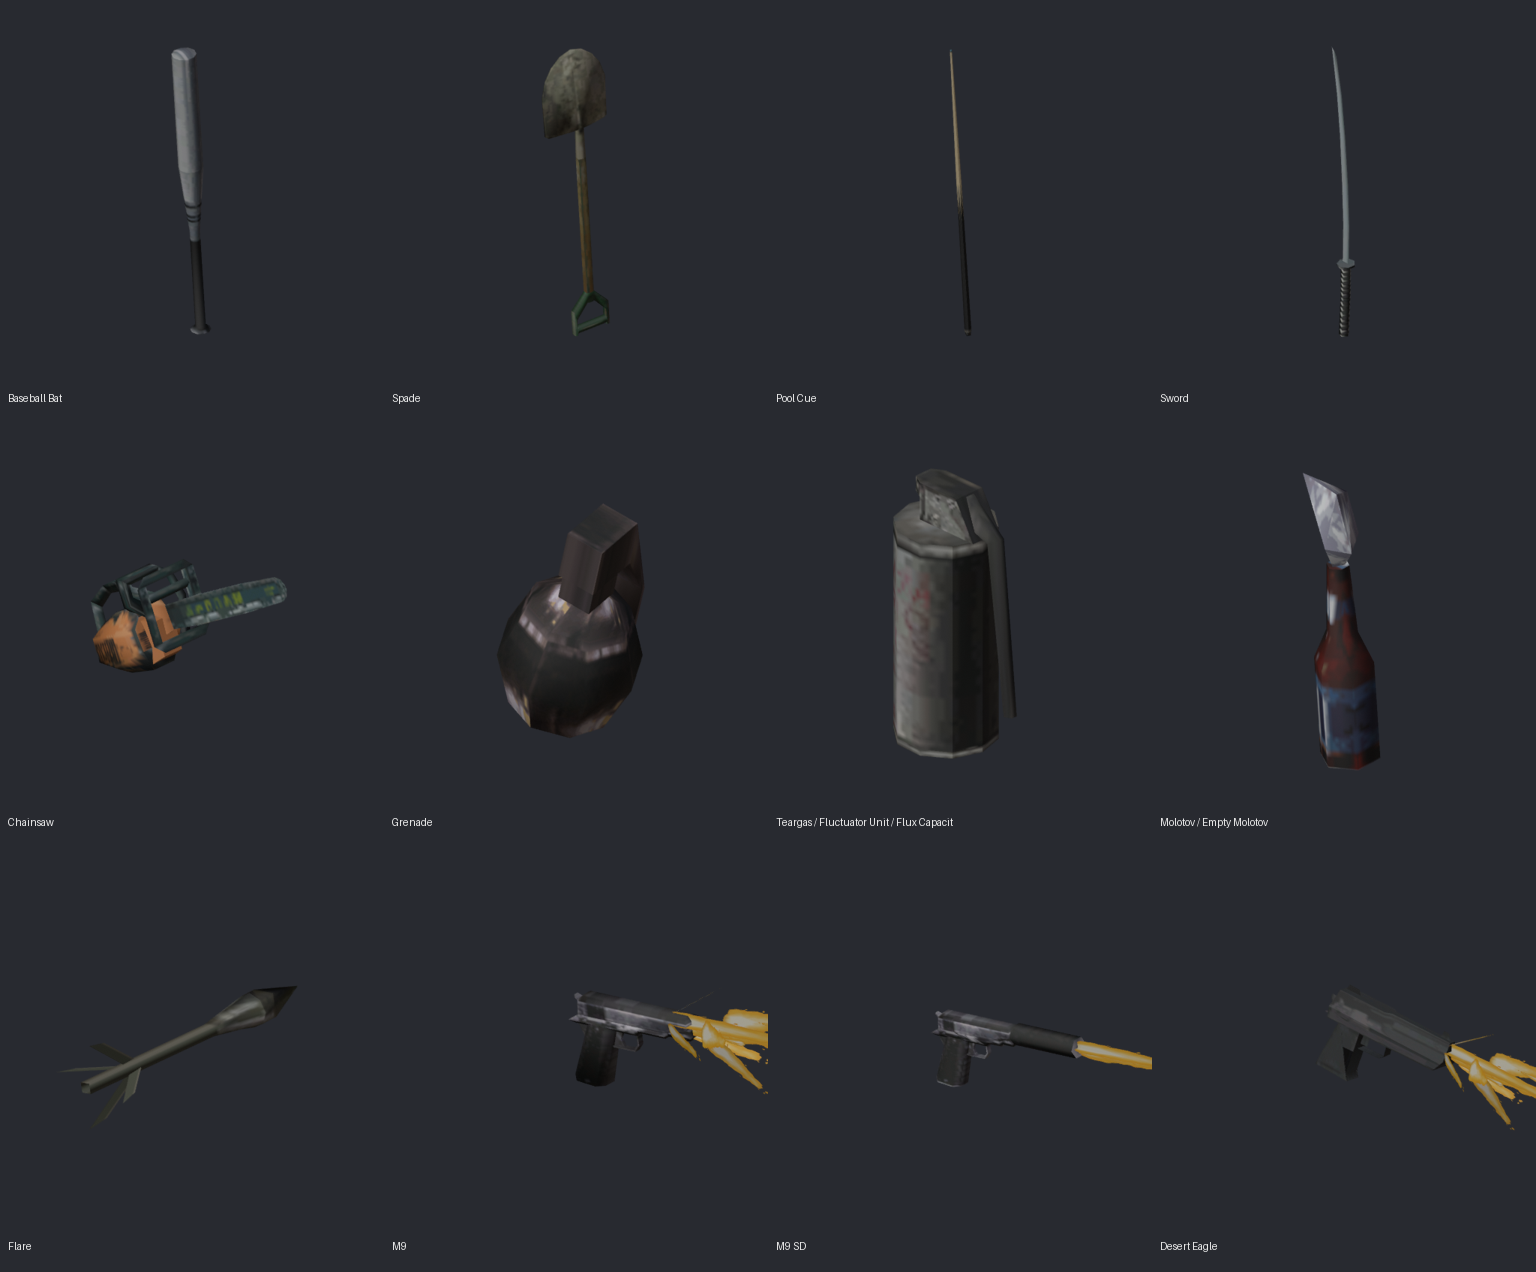 Baseball Bat
Spade
Pool Cue
Sword
Chainsaw
Grenade
Teargas / Fluctuator Unit / Flux Capacit
Molotov / Empty Molotov
Flare
M9
M9 SD
Desert Eagle